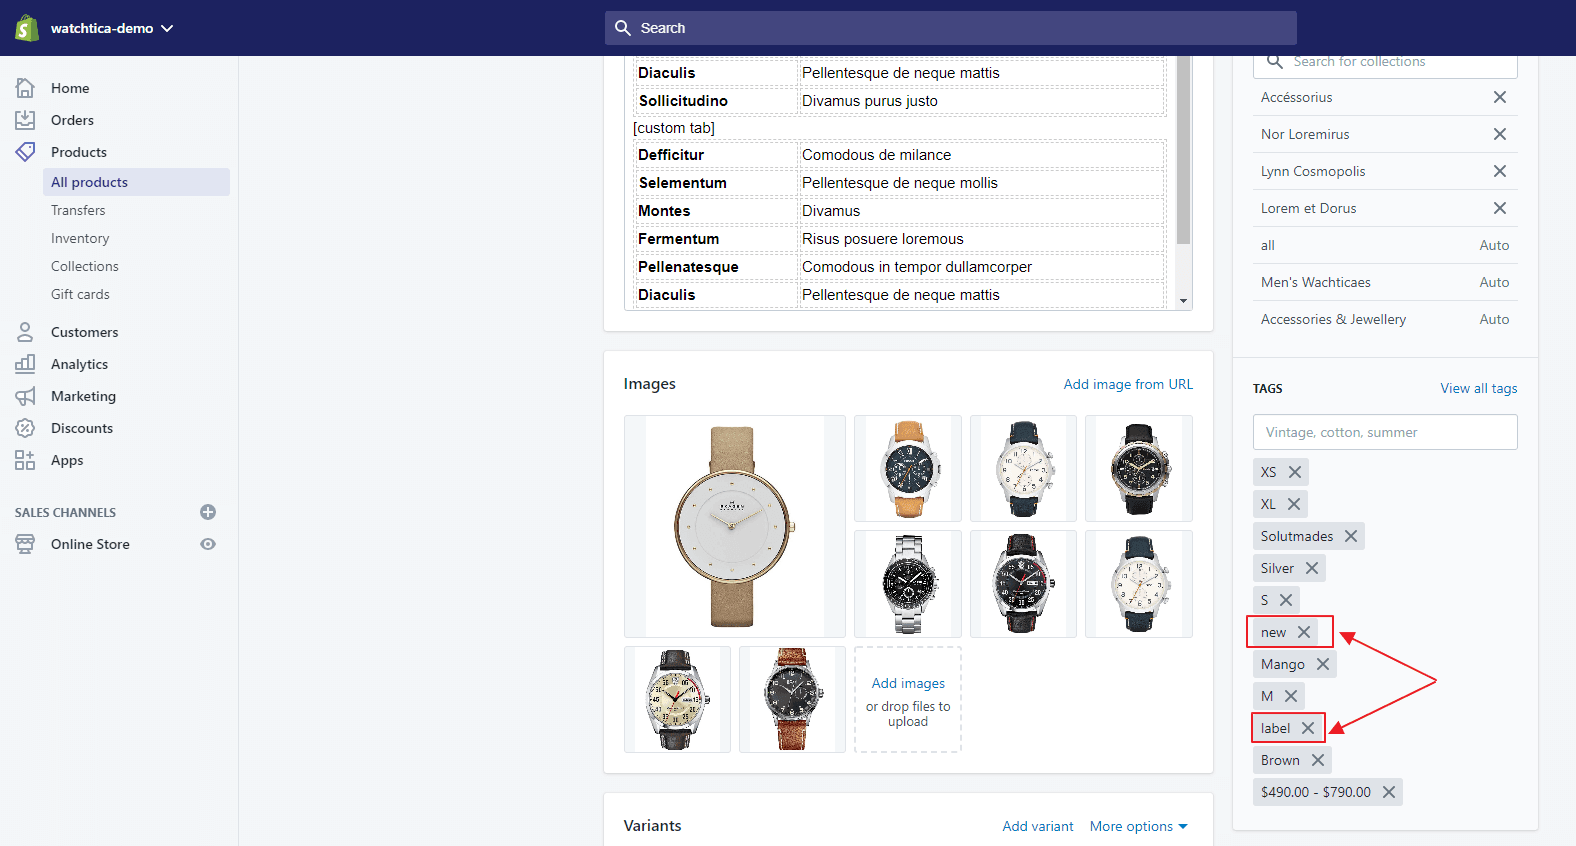 watchtica-demo
Search
Home
Orders
Products
All products
Transfers
Inventory
Collections
Gift cards
Customers
Analytics
Marketing
Discounts
Apps
SALES CHANNELS
Online Store
Diaculis Pellentesque de neque mattis
Sollicitudino Divamus purus justo
[custom tab]
Defficitur Comodous de milance
Selementum Pellentesque de neque mollis
Montes Divamus
Fermentum Risus posuere loremous
Pellenatesque Comodous in tempor dullamcorper
Diaculis Pellentesque de neque mattis
Images Add image from URL
SKAGEN
Add images
or drop files to
upload
Variants Add variant More options
Search for collections
Accéssorius
Nor Loremirus
Lynn Cosmopolis
Lorem et Dorus
all Auto
Men's Wachticaes Auto
Accessories & Jewellery Auto
TAGS View all tags
Vintage, cotton, summer
XS
XL
Solutmades
Silver
S
new
Mango
M
label
Brown
$490.00 - $790.00